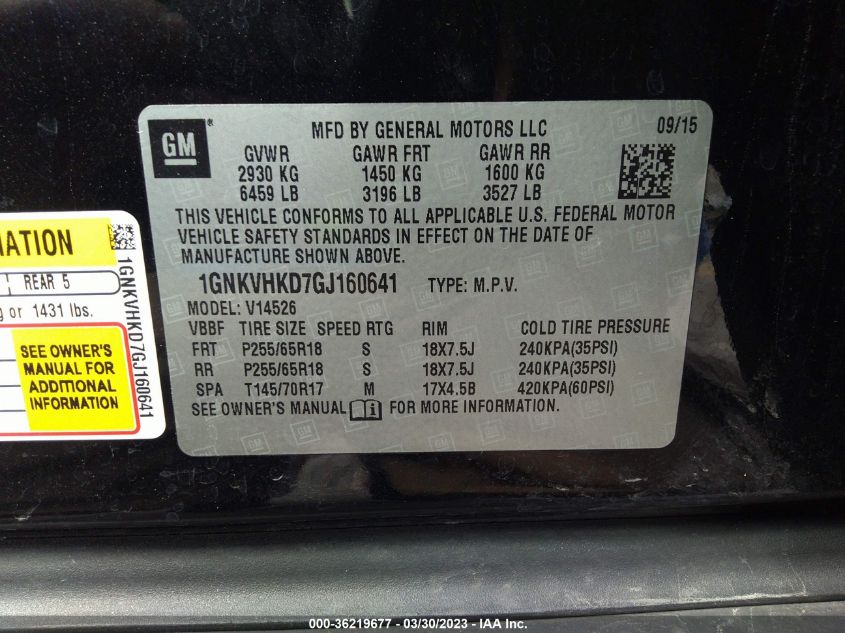 GM ®
MFD BY GENERAL MOTORS LLC 09/15
GVWR GAWR FRT GAWR RR
2930 KG 1450 KG 1600 KG
6459 LB 3196 LB 3527 LB
THIS VEHICLE CONFORMS TO ALL APPLICABLE U.S. FEDERAL MOTOR
VEHICLE SAFETY STANDARDS IN EFFECT ON THE DATE OF
MANUFACTURE SHOWN ABOVE.
1GNKVHKD7GJ160641 TYPE: M.P.V.
MODEL: V14526
VBBF TIRE SIZE SPEED RTG RIM COLD TIRE PRESSURE
FRT P255/65R18 S 18X7.5J 240KPA(35PSI)
RR P255/65R18 S 18X7.5J 240KPA(35PSI)
SPA T145/70R17 M 17X4.5B 420KPA(60PSI)
SEE OWNER'S MANUAL i FOR MORE INFORMATION.
MATION
REAR 5
g or 1431 lbs.
SEE OWNER'S
MANUAL FOR
ADDITIONAL
INFORMATION
1GNKVHKD7GJ160641
000-36219677 - 03/30/2023 - IAA Inc.